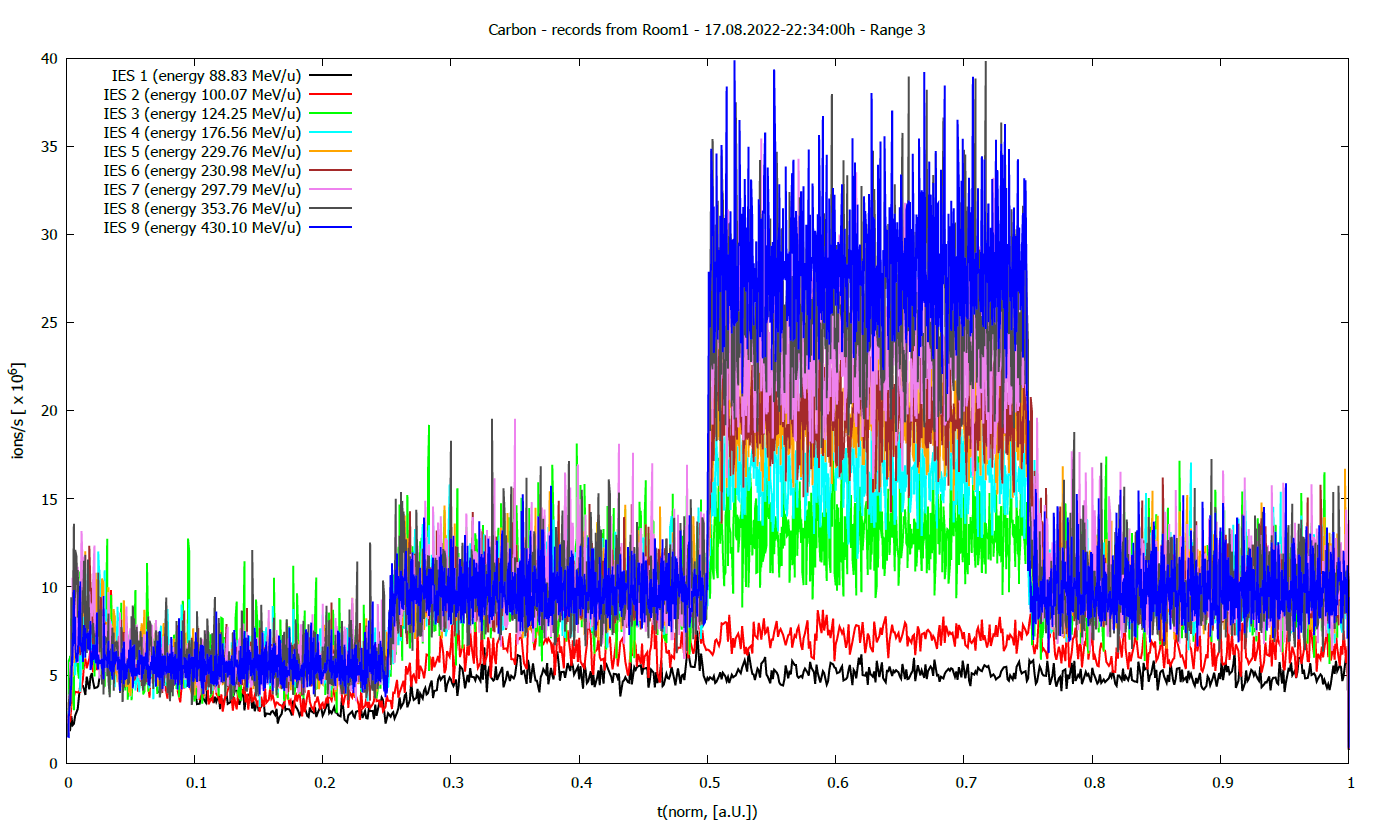 Carbon - records from Room1 - 17.08.2022-22:34:00h - Range 3
IES 1 (energy 88.83 MeV/u)
IES 2 (energy 100.07 MeV/u)
IES 3 (energy 124.25 MeV/u)
IES 4 (energy 176.56 MeV/u)
IES 5 (energy 229.76 MeV/u)
IES 6 (energy 230.98 MeV/u)
IES 7 (energy 297.79 MeV/u)
IES 8 (energy 353.76 MeV/u)
IES 9 (energy 430.10 MeV/u)
40
35
30
25
20
15
10
5
0
ions/s [ x 10⁶]
0 0.1 0.2 0.3 0.4 0.5 0.6 0.7 0.8 0.9 1
t(norm, [a.U.])